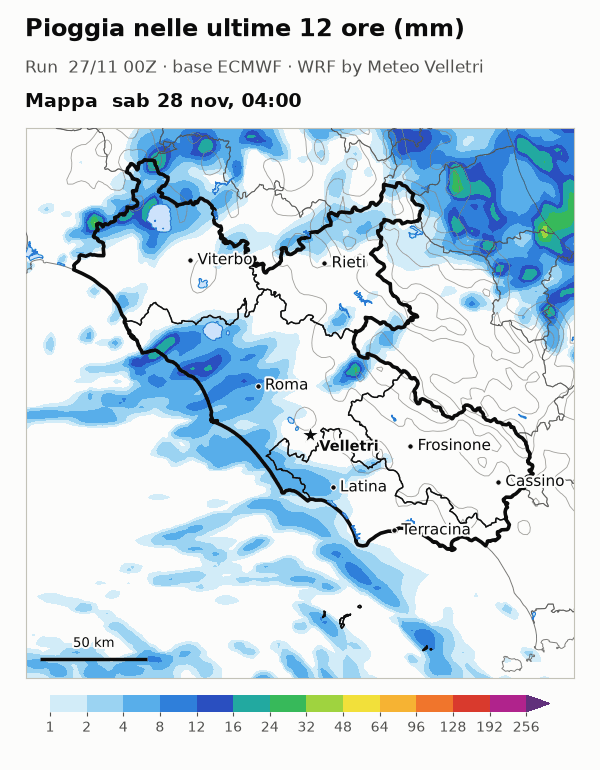 Pioggia nelle ultime 12 ore (mm)
Run  27/11 00Z · base ECMWF · WRF by Meteo Velletri
Mappa  sab 28 nov, 04:00
Viterbo
Rieti
Roma
Velletri
Frosinone
Latina
Cassino
Terracina
50 km
1 2 4 8 12 16 24 32 48 64 96 128 192 256